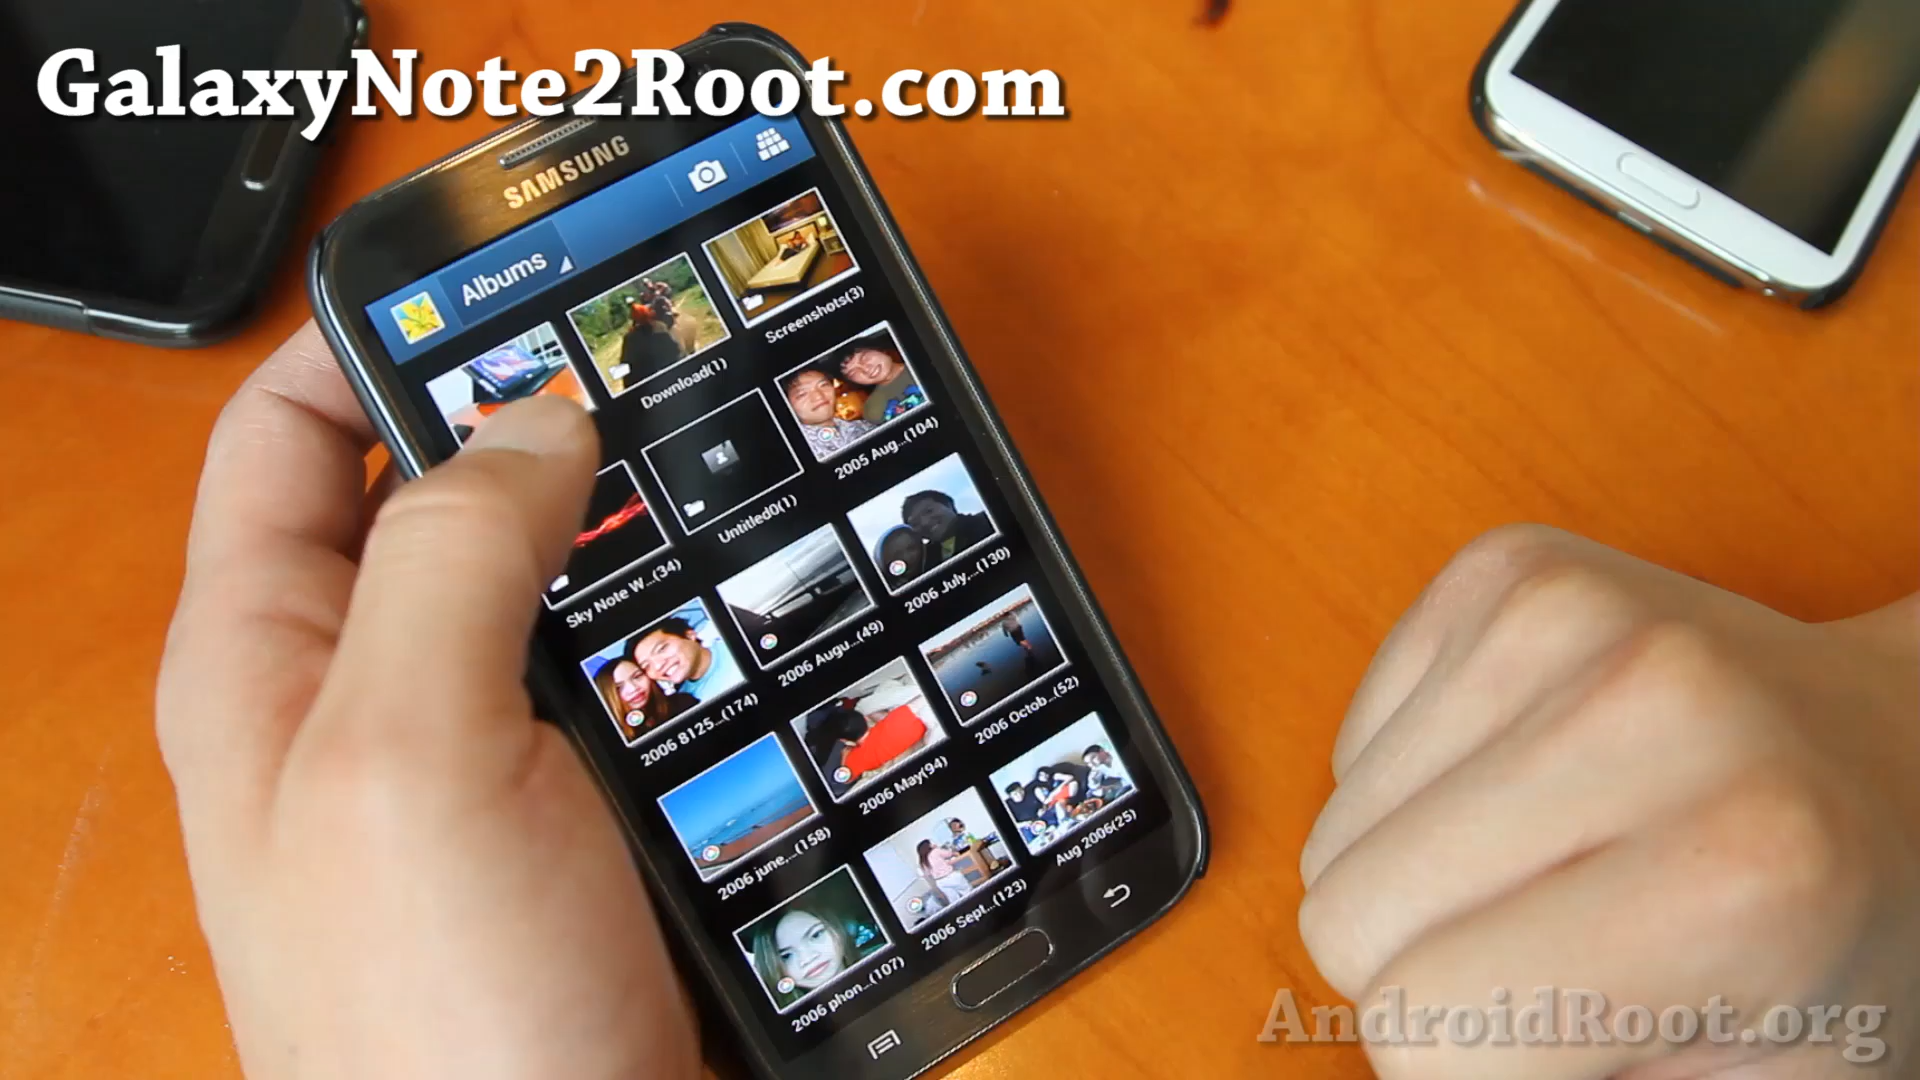 GalaxyNote2Root.com
SAMSUNG
Albums
Download(1)
Screenshots(3)
Sky Note W...(34)
Untitled0(1)
2005 Aug...(104)
2006 8125...(174)
2006 Augu...(49)
2006 July,...(130)
2006 june,...(158)
2006 May(94)
2006 Octob...(52)
2006 phon...(107)
2006 Sept...(123)
Aug 2006(25)
AndroidRoot.org